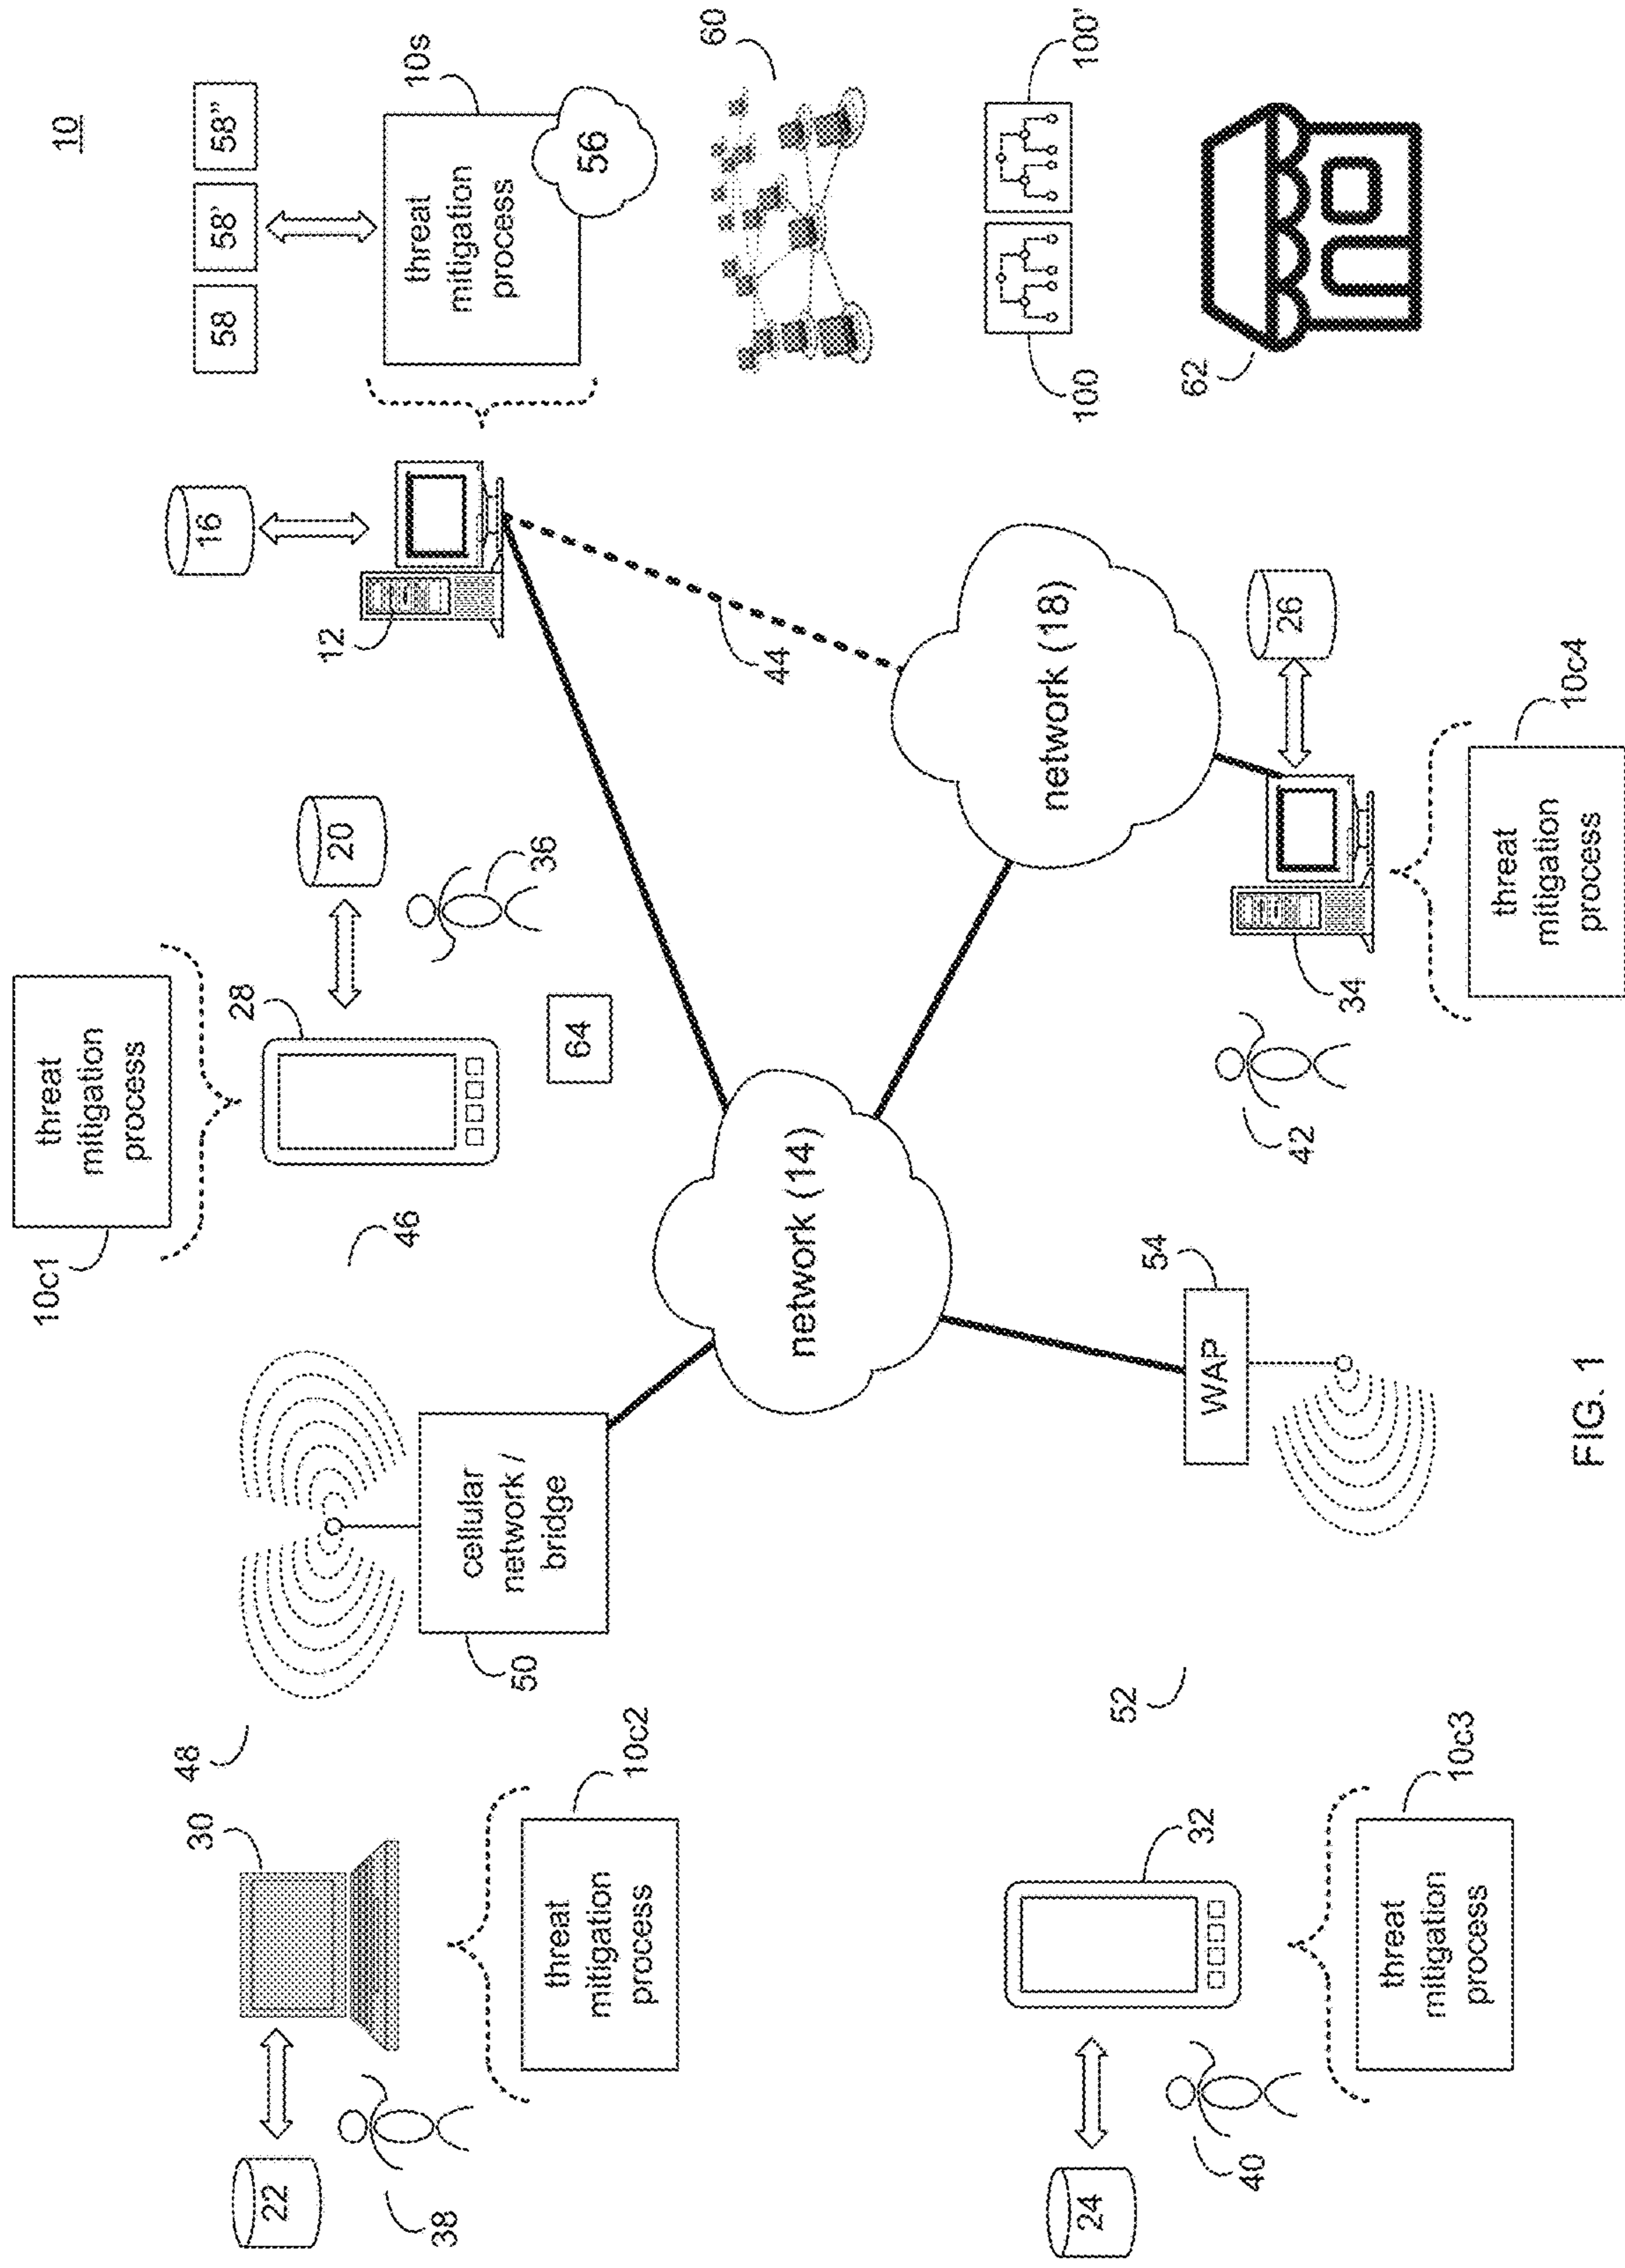 10
58
58'
58"
10s
threat
mitigation
process
56
16
12
60
100
100'
62
10c1
threat
mitigation
process
28
20
36
64
46
44
network (18)
26
34
42
10c4
threat
mitigation
process
network (14)
48
cellular
network /
bridge
50
30
22
38
10c2
threat
mitigation
process
54
WAP
52
32
24
40
10c3
threat
mitigation
process
FIG. 1